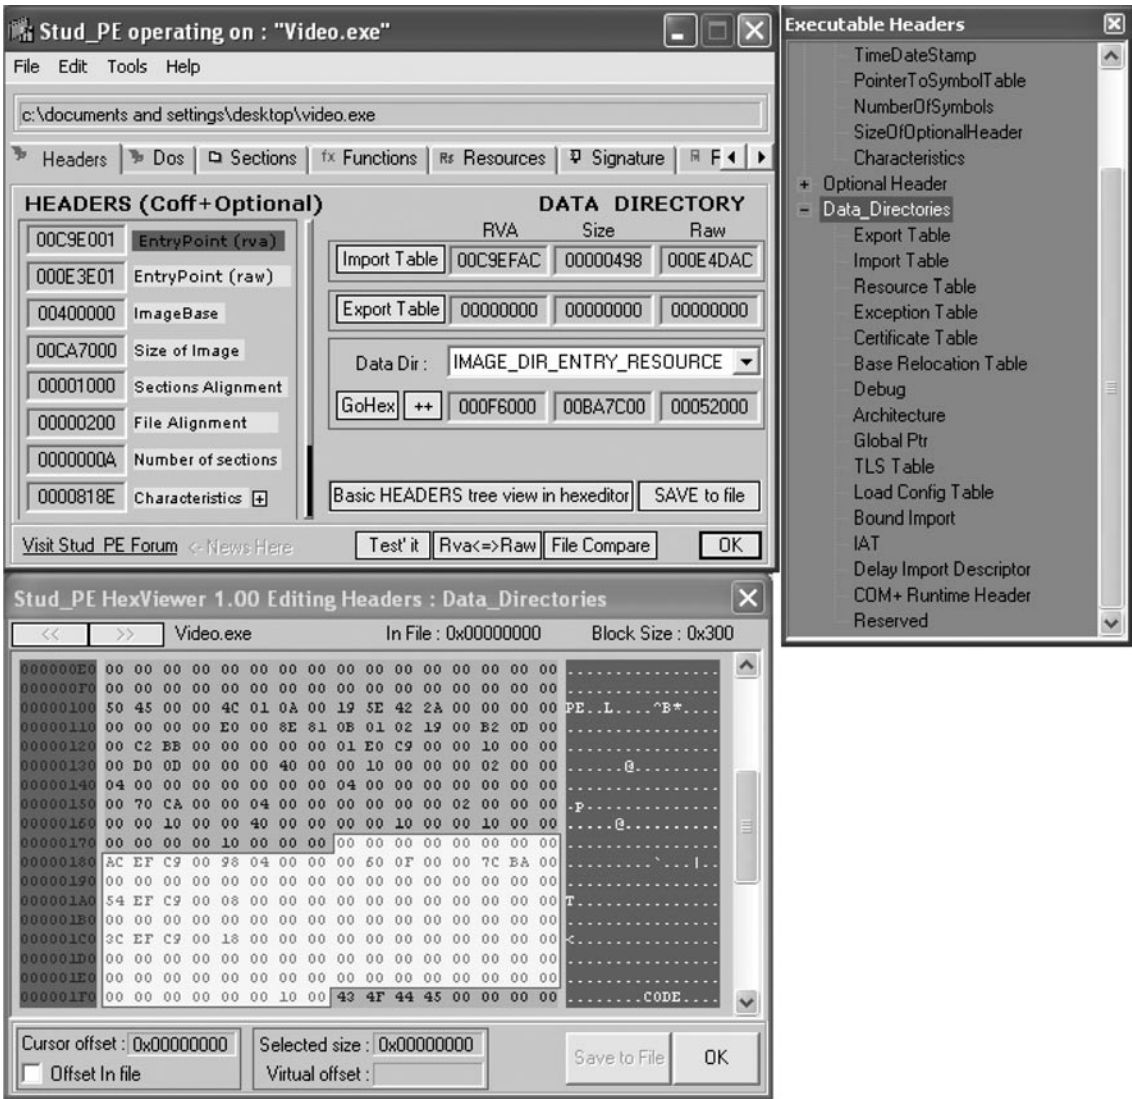 Stud_PE operating on : "Video.exe"
File Edit Tools Help
c:\documents and settings\desktop\video.exe
Headers Dos Sections fx Functions Rs Resources Signature F
HEADERS (Coff+Optional) DATA DIRECTORY
RVA Size Raw
00C9E001 EntryPoint (rva)
000E3E01 EntryPoint (raw)
00400000 ImageBase
00CA7000 Size of Image
00001000 Sections Alignment
00000200 File Alignment
0000000A Number of sections
0000818E Characteristics +
Import Table 00C9EFAC 00000498 000E4DAC
Export Table 00000000 00000000 00000000
Data Dir : IMAGE_DIR_ENTRY_RESOURCE
GoHex ++ 000F6000 00BA7C00 00052000
Basic HEADERS tree view in hexeditor SAVE to file
Visit Stud_PE Forum <- News Here Test' it Rva<=>Raw File Compare OK
Executable Headers
TimeDateStamp
PointerToSymbolTable
NumberOfSymbols
SizeOfOptionalHeader
Characteristics
+ Optional Header
- Data_Directories
Export Table
Import Table
Resource Table
Exception Table
Certificate Table
Base Relocation Table
Debug
Architecture
Global Ptr
TLS Table
Load Config Table
Bound Import
IAT
Delay Import Descriptor
COM+ Runtime Header
Reserved
Stud_PE HexViewer 1.00 Editing Headers : Data_Directories
<< >> Video.exe In File : 0x00000000 Block Size : 0x300
000000E0 00 00 00 00 00 00 00 00 00 00 00 00 00 00 00 00 ................
000000F0 00 00 00 00 00 00 00 00 00 00 00 00 00 00 00 00 ................
00000100 50 45 00 00 4C 01 0A 00 19 5E 42 2A 00 00 00 00 PE..L....^B*....
00000110 00 00 00 00 E0 00 8E 81 0B 01 02 19 00 B2 0D 00 ................
00000120 00 C2 BB 00 00 00 00 00 01 E0 C9 00 00 10 00 00 ................
00000130 00 D0 0D 00 00 00 40 00 00 10 00 00 00 02 00 00 ......@.........
00000140 04 00 00 00 00 00 00 00 04 00 00 00 00 00 00 00 ................
00000150 00 70 CA 00 00 04 00 00 00 00 00 00 02 00 00 00 .p..............
00000160 00 00 10 00 00 40 00 00 00 00 10 00 00 10 00 00 .....@..........
00000170 00 00 00 00 10 00 00 00 00 00 00 00 00 00 00 00 ................
00000180 AC EF C9 00 98 04 00 00 00 60 0F 00 00 7C BA 00 .........`...|..
00000190 00 00 00 00 00 00 00 00 00 00 00 00 00 00 00 00 ................
000001A0 54 EF C9 00 08 00 00 00 00 00 00 00 00 00 00 00 T...............
000001B0 00 00 00 00 00 00 00 00 00 00 00 00 00 00 00 00 ................
000001C0 3C EF C9 00 18 00 00 00 00 00 00 00 00 00 00 00 <...............
000001D0 00 00 00 00 00 00 00 00 00 00 00 00 00 00 00 00 ................
000001E0 00 00 00 00 00 00 00 00 00 00 00 00 00 00 00 00 ................
000001F0 00 00 00 00 00 00 10 00 43 4F 44 45 00 00 00 00 ........CODE....
Cursor offset : 0x00000000 Selected size : 0x00000000 Save to File OK
Offset In file Virtual offset :